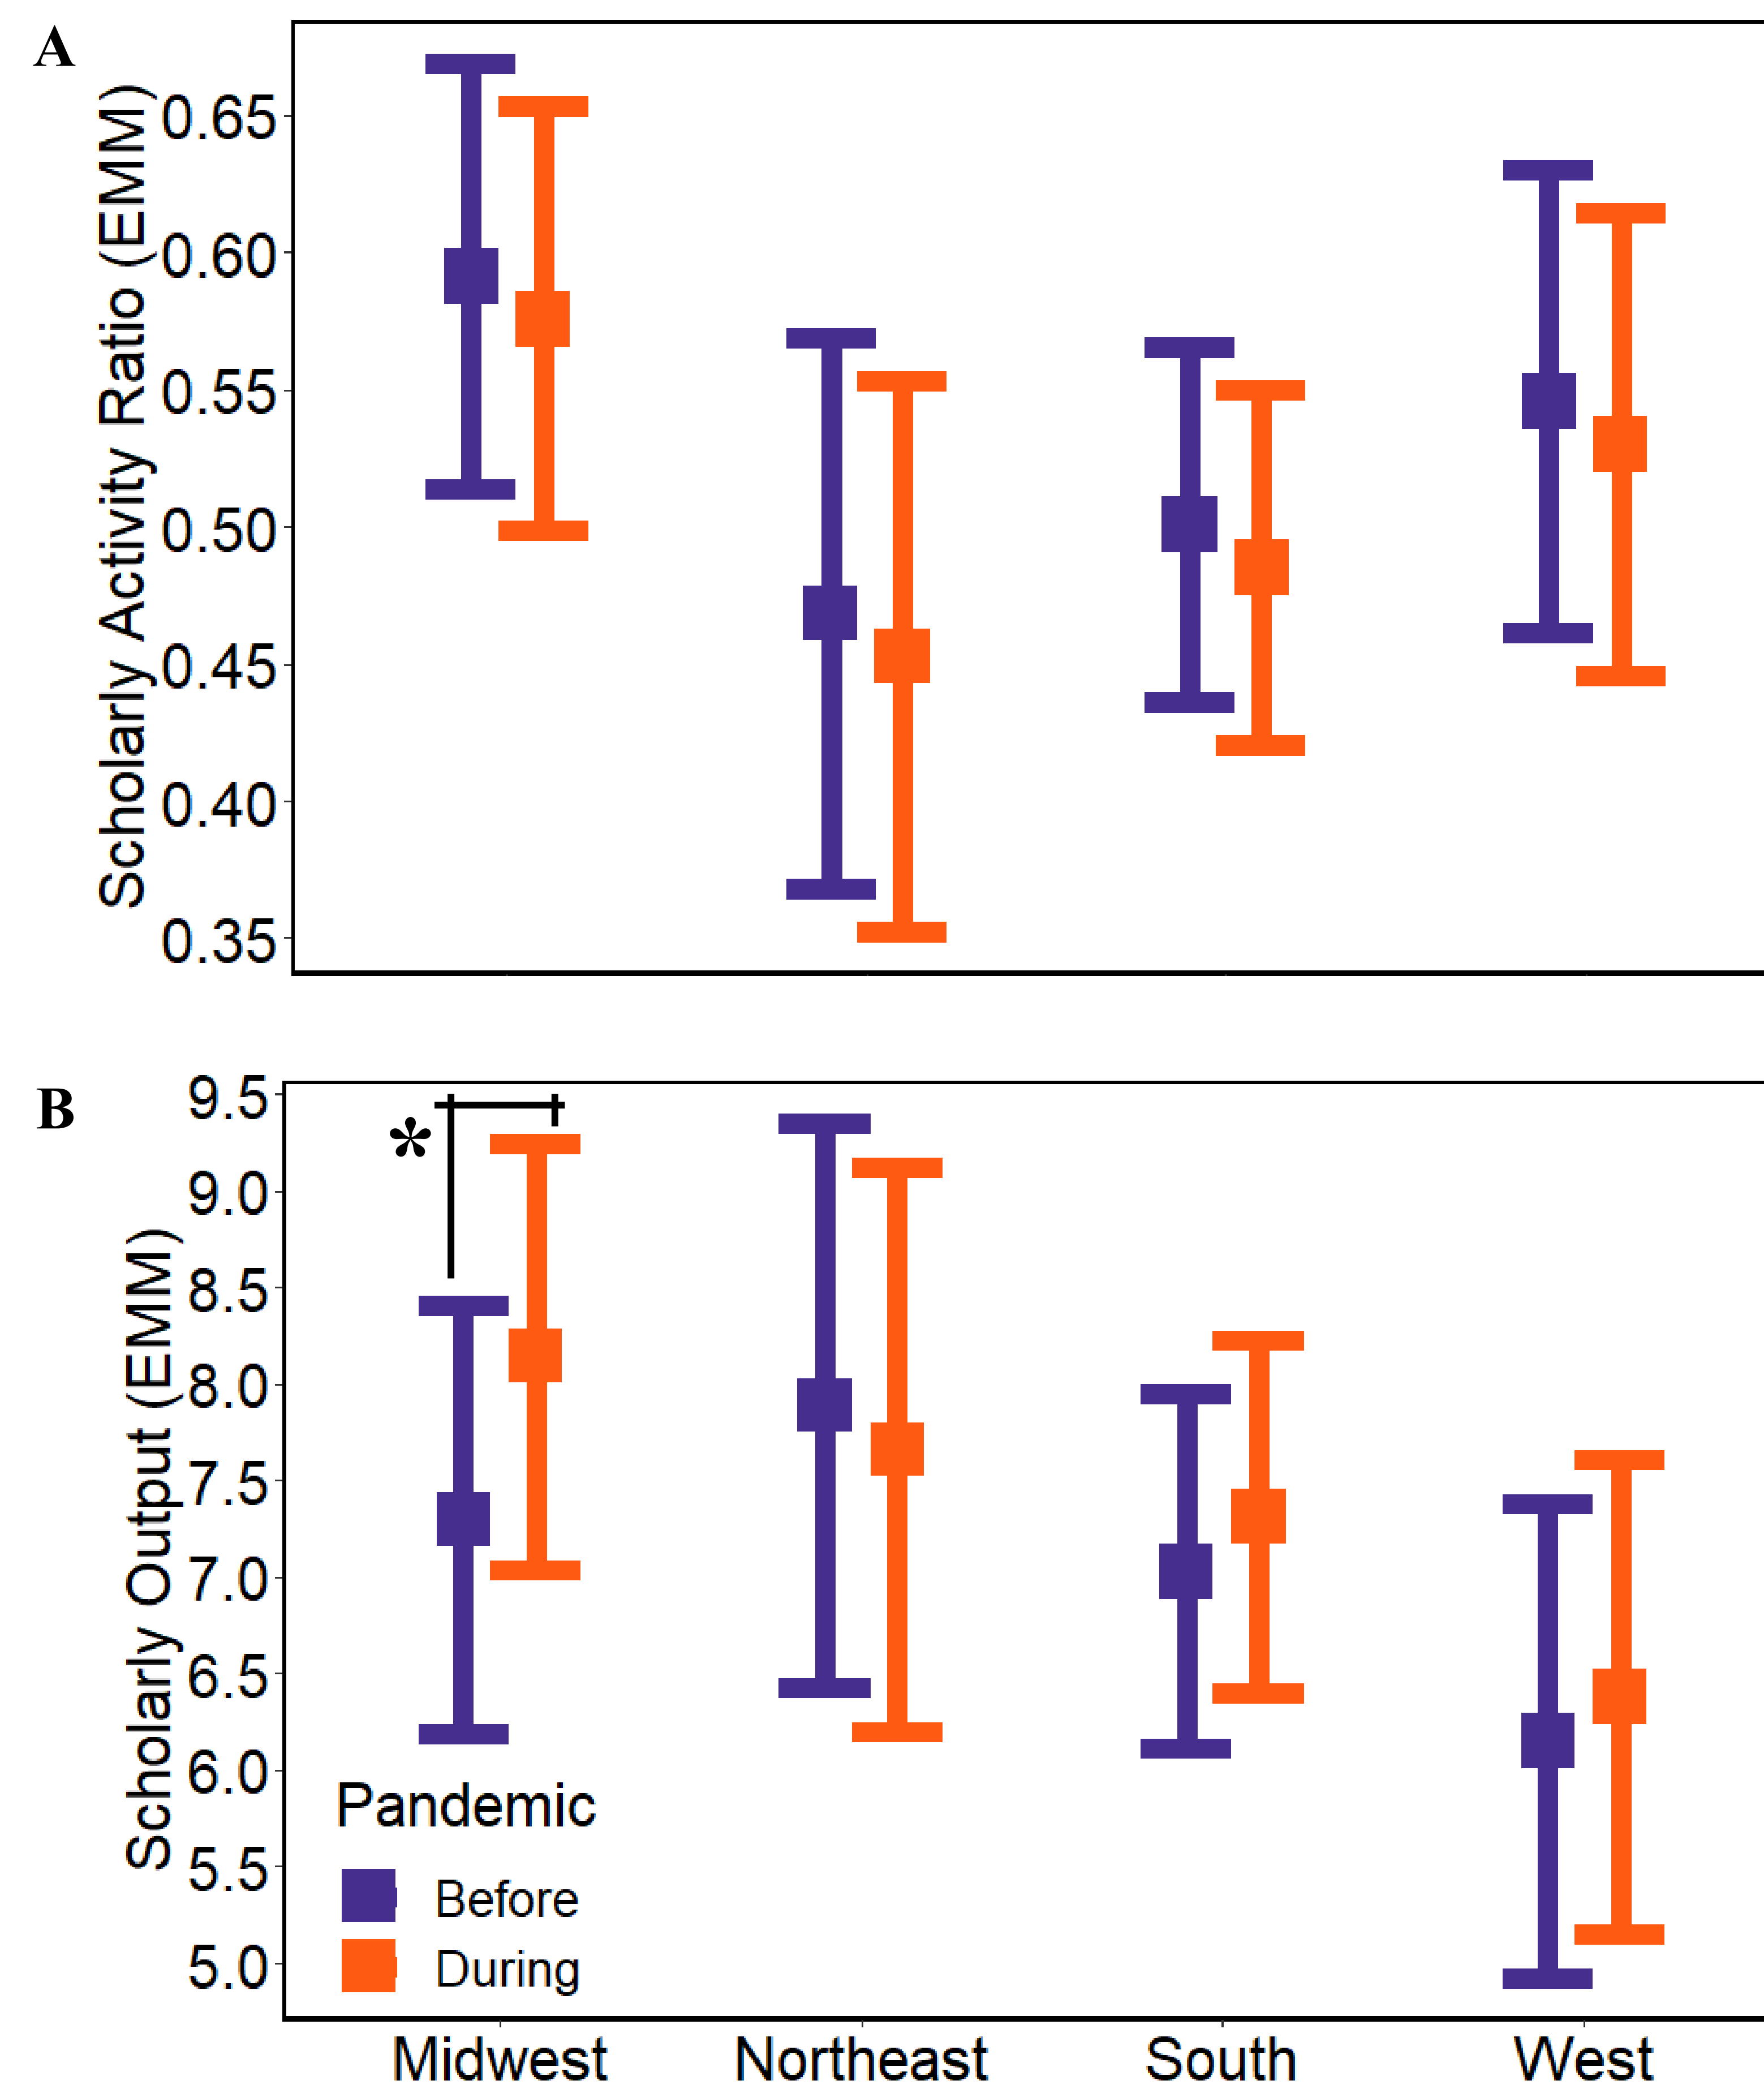 A
Scholarly Activity Ratio (EMM)
0.65
0.60
0.55
0.50
0.45
0.40
0.35
B
Scholarly Output (EMM)
9.5
9.0
8.5
8.0
7.5
7.0
6.5
6.0
5.5
5.0
*
Pandemic
Before
During
Midwest Northeast South West